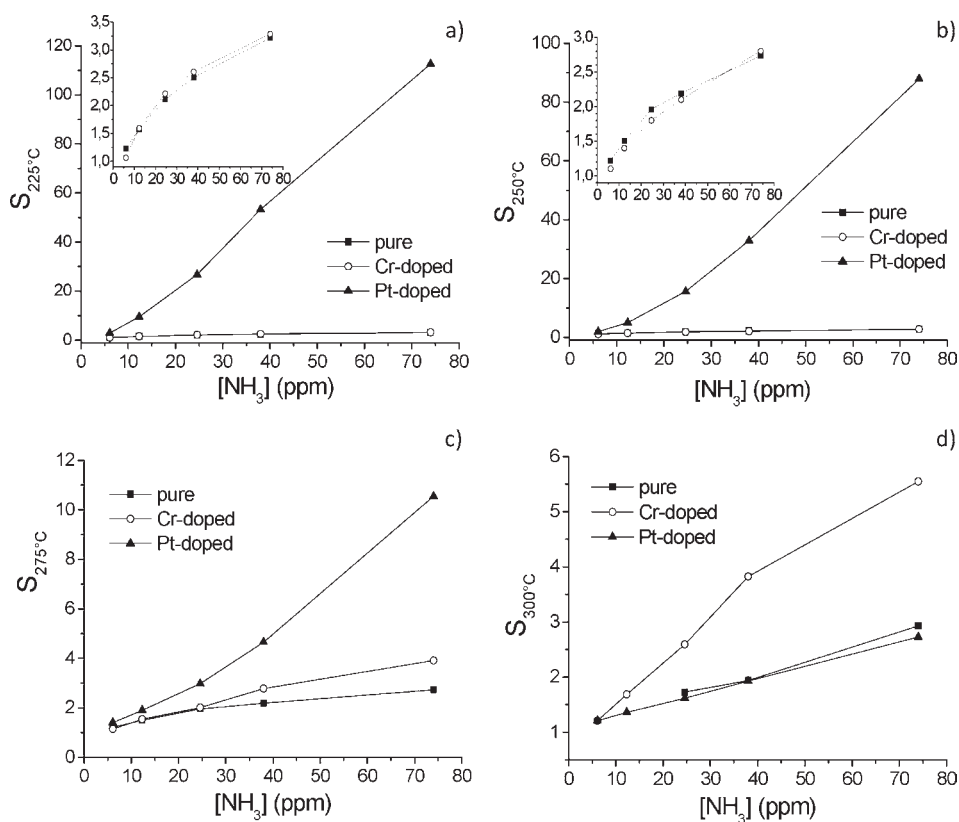 a)
3,5
3,0
2,5
2,0
1,5
1,0
0 10 20 30 40 50 60 70 80
120
100
80
60
40
20
0
S225°C
pure
Cr-doped
Pt-doped
0 10 20 30 40 50 60 70 80
[NH3] (ppm)
b)
3,0
2,5
2,0
1,5
1,0
0 10 20 30 40 50 60 70 80
100
80
60
40
20
0
S250°C
pure
Cr-doped
Pt-doped
0 10 20 30 40 50 60 70 80
[NH3] (ppm)
c)
12
10
8
6
4
2
0
S275°C
pure
Cr-doped
Pt-doped
0 10 20 30 40 50 60 70 80
[NH3] (ppm)
d)
6
5
4
3
2
1
S300°C
pure
Cr-doped
Pt-doped
0 10 20 30 40 50 60 70 80
[NH3] (ppm)